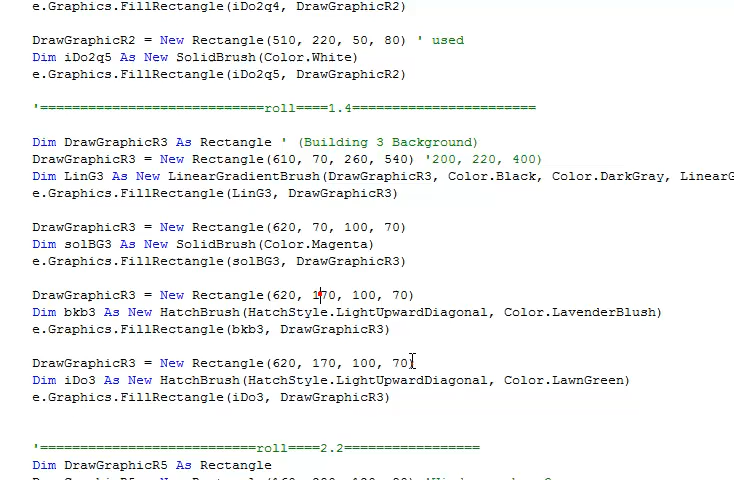 e.Graphics.FillRectangle(iDo2q4, DrawGraphicR2)
DrawGraphicR2 = New Rectangle(510, 220, 50, 80) ' used
Dim iDo2q5 As New SolidBrush(Color.White)
e.Graphics.FillRectangle(iDo2q5, DrawGraphicR2)
'============================roll====1.4=======================
Dim DrawGraphicR3 As Rectangle ' (Building 3 Background)
DrawGraphicR3 = New Rectangle(610, 70, 260, 540) '200, 220, 400)
Dim LinG3 As New LinearGradientBrush(DrawGraphicR3, Color.Black, Color.DarkGray, LinearG
e.Graphics.FillRectangle(LinG3, DrawGraphicR3)
DrawGraphicR3 = New Rectangle(620, 70, 100, 70)
Dim solBG3 As New SolidBrush(Color.Magenta)
e.Graphics.FillRectangle(solBG3, DrawGraphicR3)
DrawGraphicR3 = New Rectangle(620, 170, 100, 70)
Dim bkb3 As New HatchBrush(HatchStyle.LightUpwardDiagonal, Color.LavenderBlush)
e.Graphics.FillRectangle(bkb3, DrawGraphicR3)
DrawGraphicR3 = New Rectangle(620, 170, 100, 70)
Dim iDo3 As New HatchBrush(HatchStyle.LightUpwardDiagonal, Color.LawnGreen)
e.Graphics.FillRectangle(iDo3, DrawGraphicR3)
'===========================roll====2.2=================
Dim DrawGraphicR5 As Rectangle